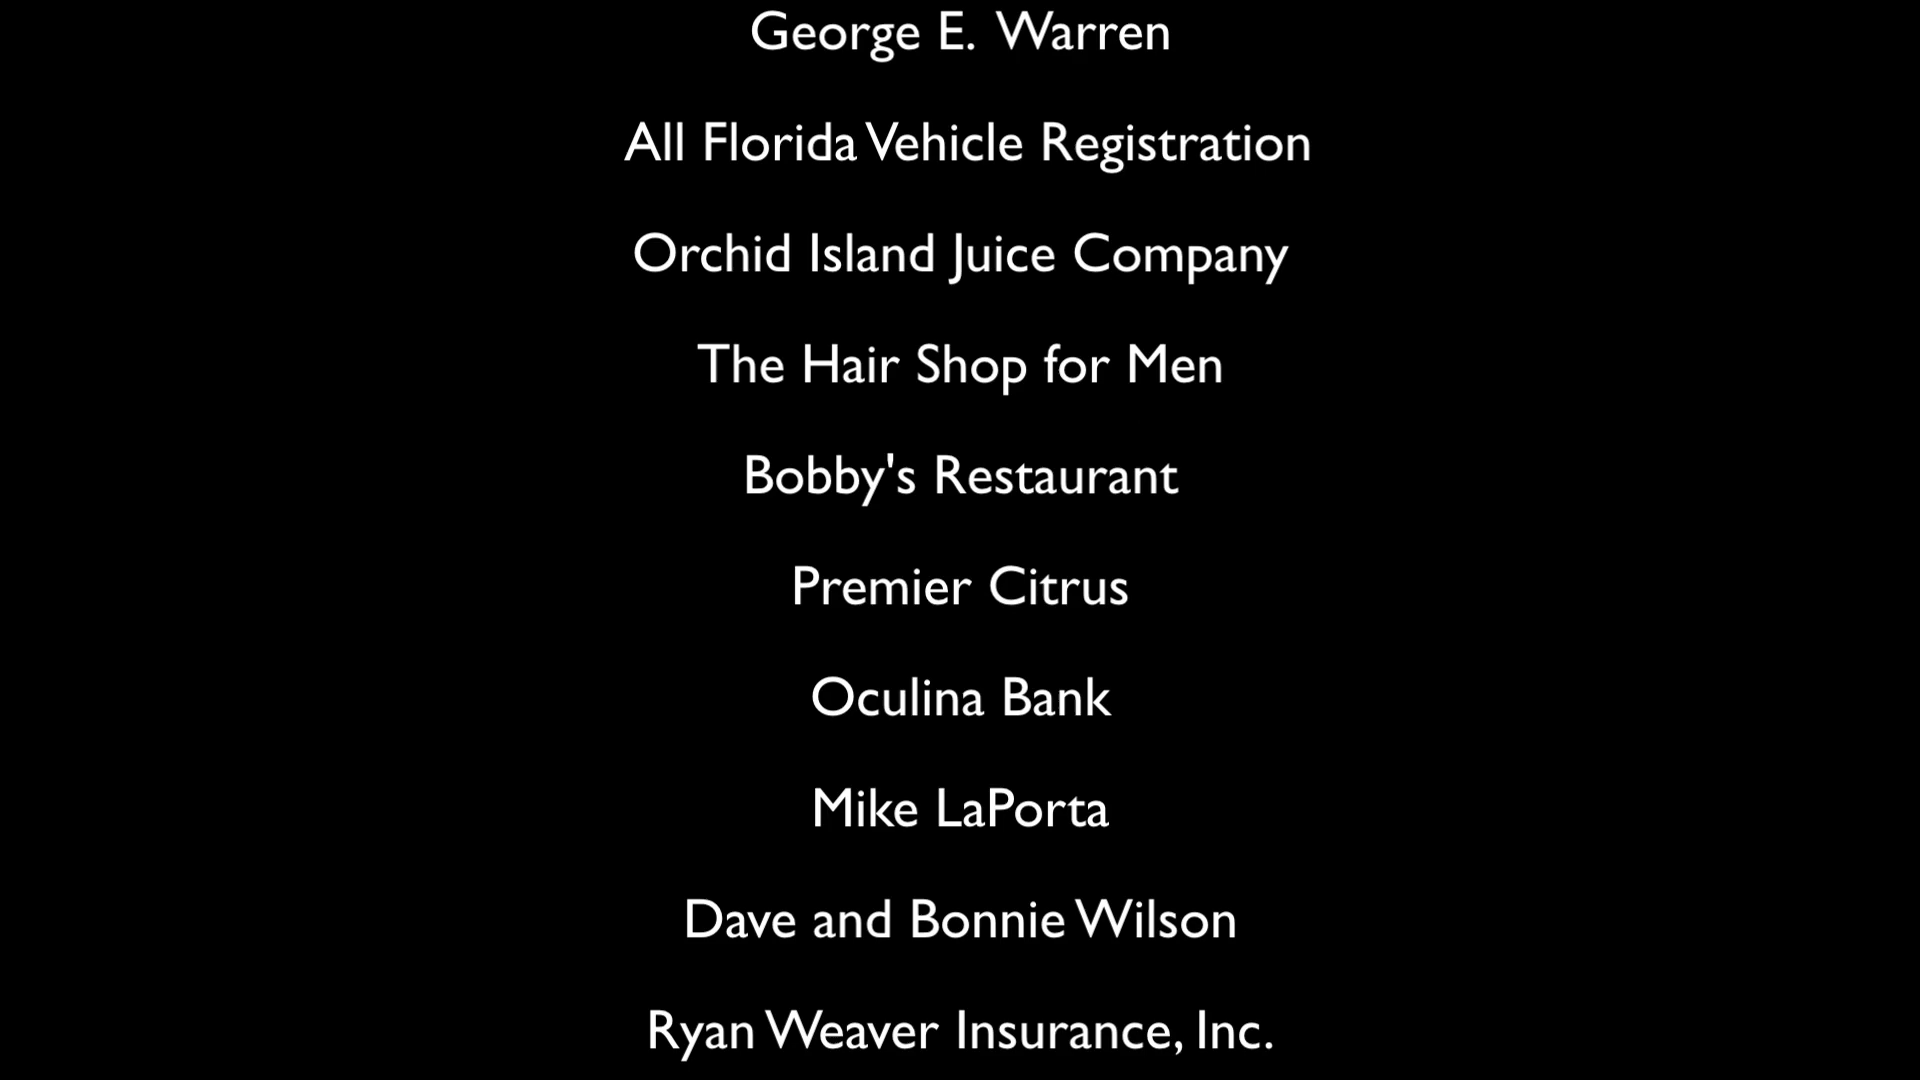 George E. Warren
All Florida Vehicle Registration
Orchid Island Juice Company
The Hair Shop for Men
Bobby's Restaurant
Premier Citrus
Oculina Bank
Mike LaPorta
Dave and Bonnie Wilson
Ryan Weaver Insurance, Inc.